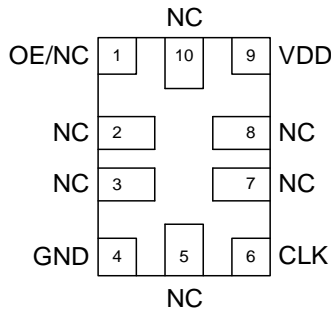 NC
OE/NC 1 10 9 VDD
NC 2 8 NC
NC 3 7 NC
GND 4 5 6 CLK
NC